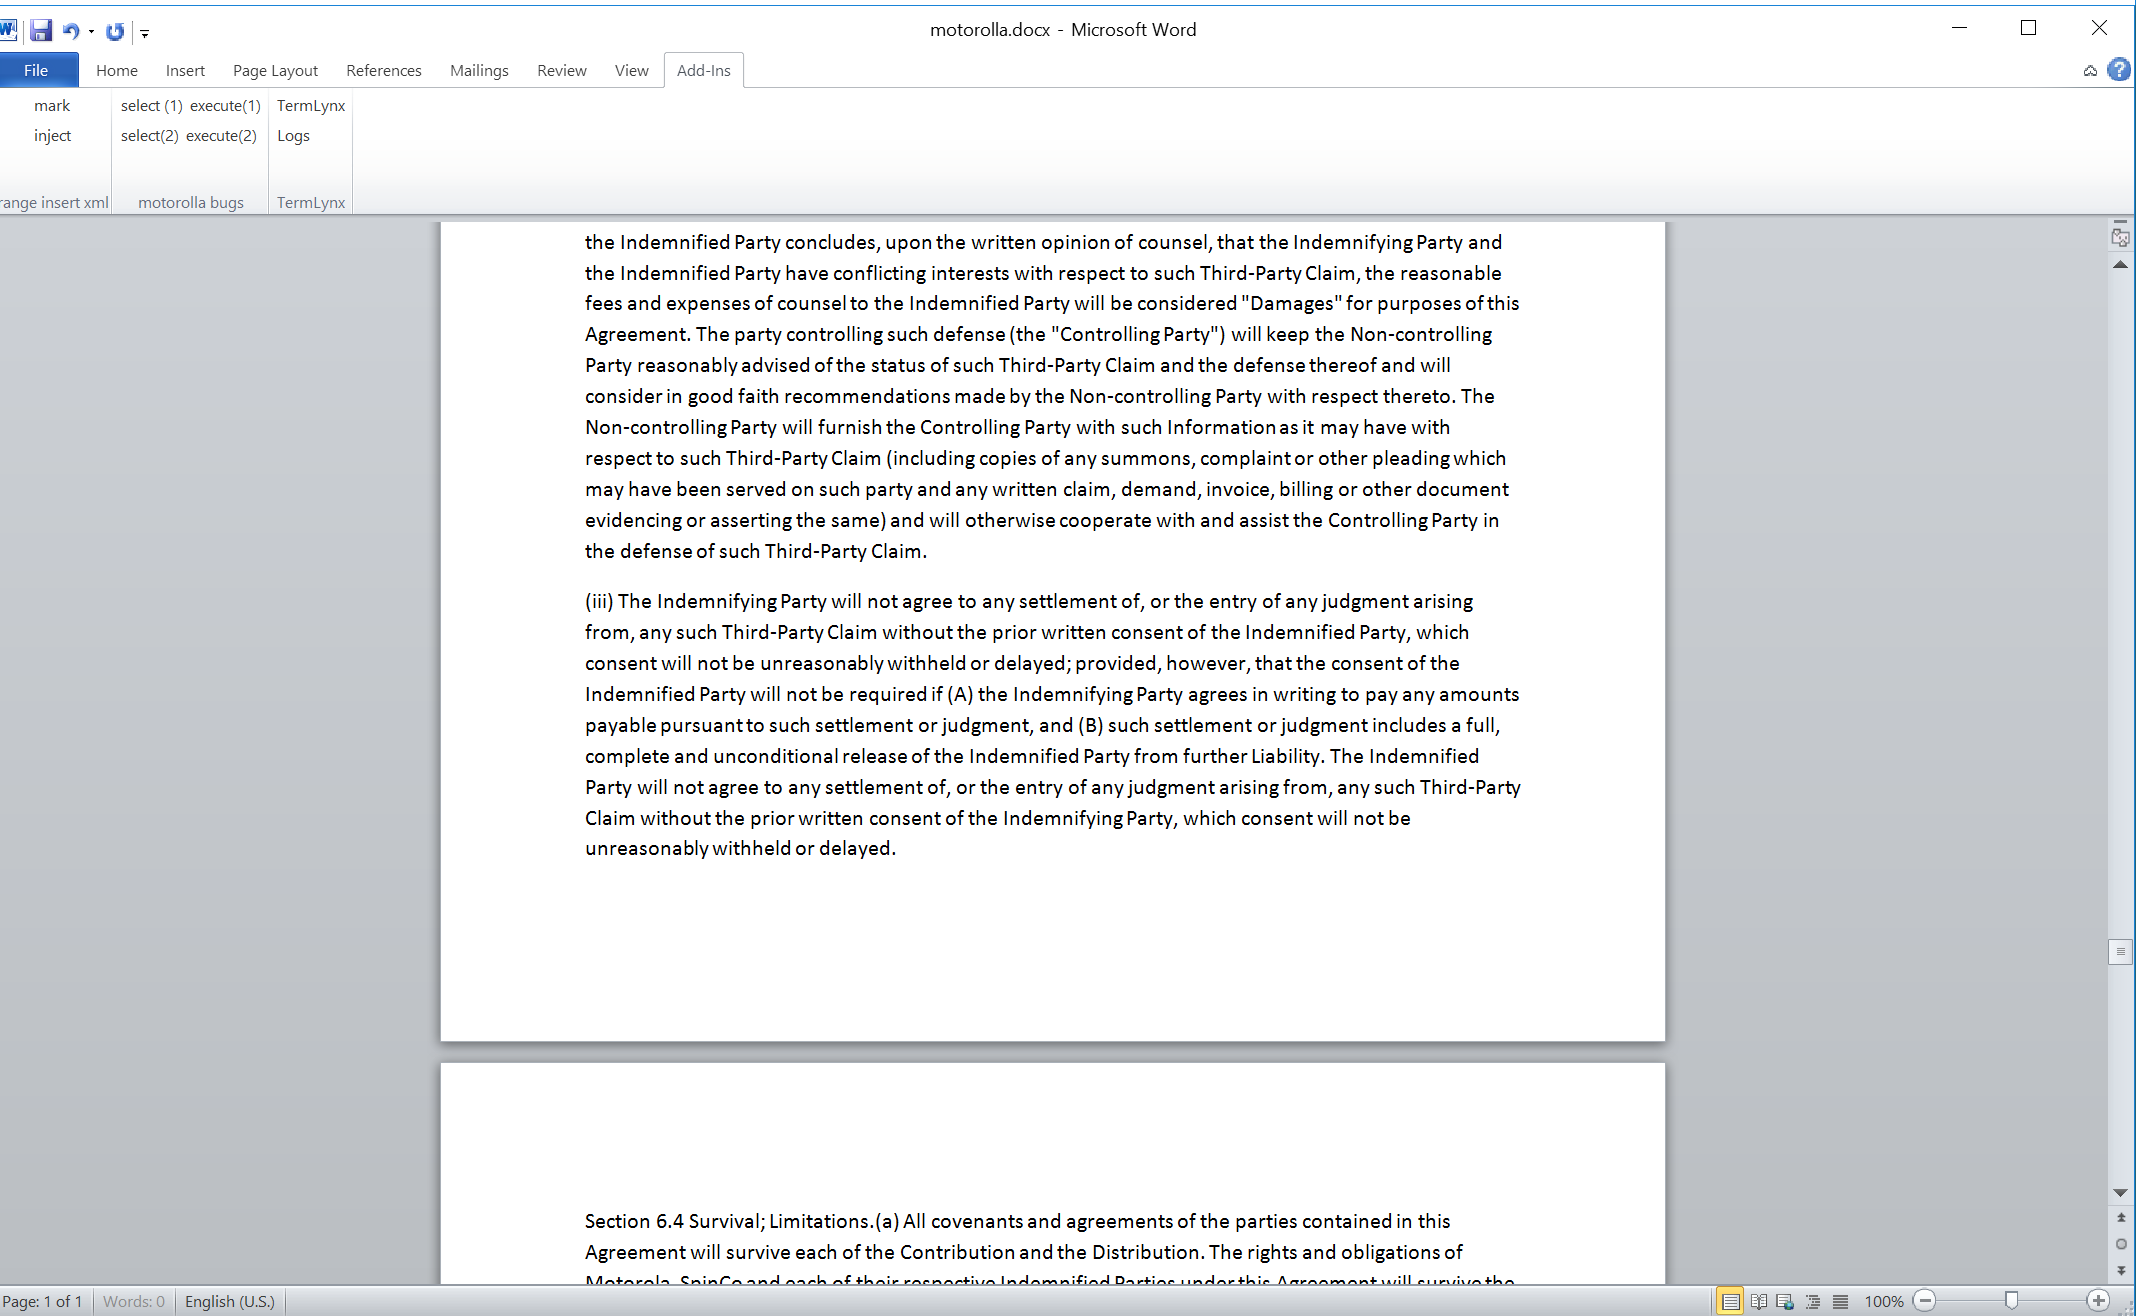 motorolla.docx - Microsoft Word
File Home Insert Page Layout References Mailings Review View Add-Ins
mark select (1) execute(1) TermLynx
inject select(2) execute(2) Logs
range insert xml motorolla bugs TermLynx
the Indemnified Party concludes, upon the written opinion of counsel, that the Indemnifying Party and
the Indemnified Party have conflicting interests with respect to such Third-Party Claim, the reasonable
fees and expenses of counsel to the Indemnified Party will be considered "Damages" for purposes of this
Agreement. The party controlling such defense (the "Controlling Party") will keep the Non-controlling
Party reasonably advised of the status of such Third-Party Claim and the defense thereof and will
consider in good faith recommendations made by the Non-controlling Party with respect thereto. The
Non-controlling Party will furnish the Controlling Party with such Information as it may have with
respect to such Third-Party Claim (including copies of any summons, complaint or other pleading which
may have been served on such party and any written claim, demand, invoice, billing or other document
evidencing or asserting the same) and will otherwise cooperate with and assist the Controlling Party in
the defense of such Third-Party Claim.
(iii) The Indemnifying Party will not agree to any settlement of, or the entry of any judgment arising
from, any such Third-Party Claim without the prior written consent of the Indemnified Party, which
consent will not be unreasonably withheld or delayed; provided, however, that the consent of the
Indemnified Party will not be required if (A) the Indemnifying Party agrees in writing to pay any amounts
payable pursuant to such settlement or judgment, and (B) such settlement or judgment includes a full,
complete and unconditional release of the Indemnified Party from further Liability. The Indemnified
Party will not agree to any settlement of, or the entry of any judgment arising from, any such Third-Party
Claim without the prior written consent of the Indemnifying Party, which consent will not be
unreasonably withheld or delayed.
Section 6.4 Survival; Limitations.(a) All covenants and agreements of the parties contained in this
Agreement will survive each of the Contribution and the Distribution. The rights and obligations of
Motorola, SpinCo and each of their respective Indemnified Parties under this Agreement will survive the
Page: 1 of 1 Words: 0 English (U.S.) 100%